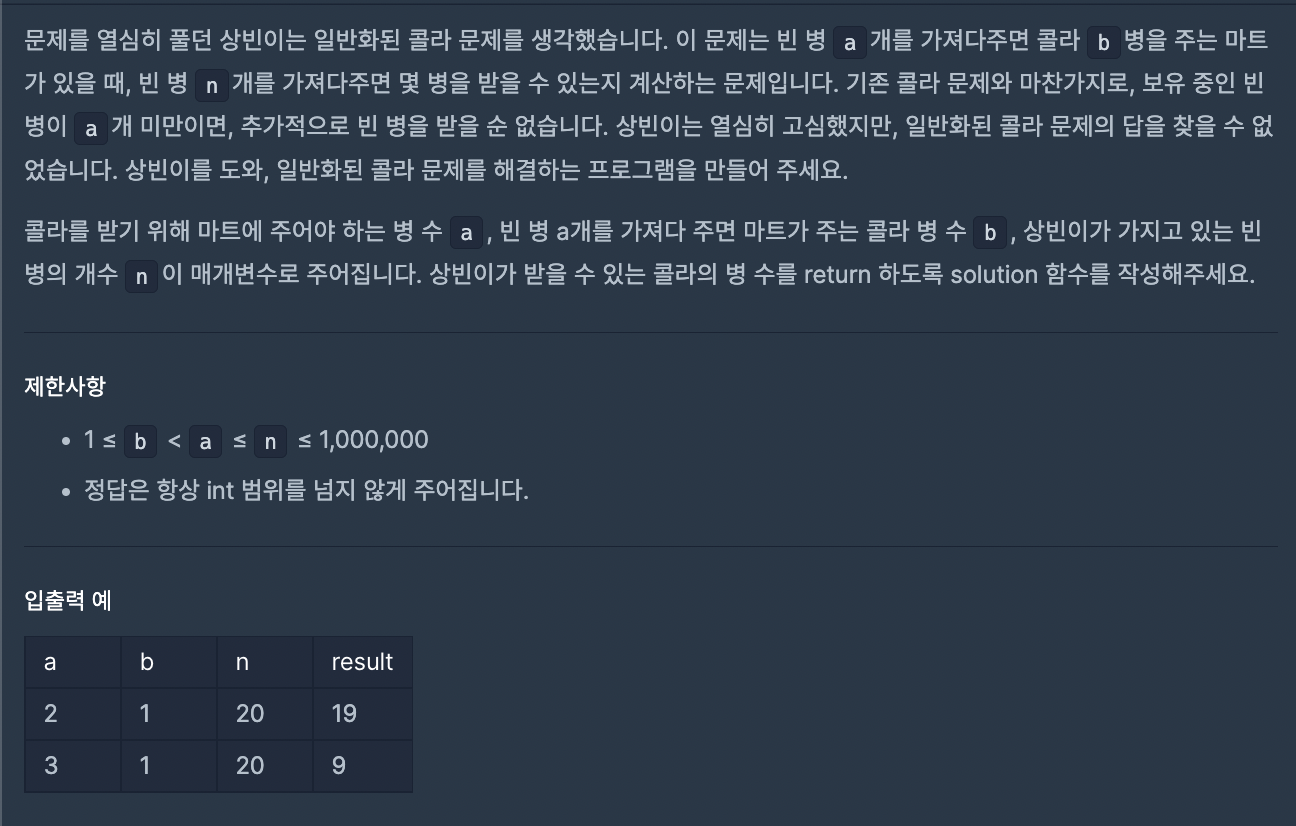 문제를 열심히 풀던 상빈이는 일반화된 콜라 문제를 생각했습니다. 이 문제는 빈 병 a 개를 가져다주면 콜라 b 병을 주는 마트
가 있을 때, 빈 병 n 개를 가져다주면 몇 병을 받을 수 있는지 계산하는 문제입니다. 기존 콜라 문제와 마찬가지로, 보유 중인 빈
병이 a 개 미만이면, 추가적으로 빈 병을 받을 순 없습니다. 상빈이는 열심히 고심했지만, 일반화된 콜라 문제의 답을 찾을 수 없
었습니다. 상빈이를 도와, 일반화된 콜라 문제를 해결하는 프로그램을 만들어 주세요.
콜라를 받기 위해 마트에 주어야 하는 병 수 a , 빈 병 a개를 가져다 주면 마트가 주는 콜라 병 수 b , 상빈이가 가지고 있는 빈
병의 개수 n 이 매개변수로 주어집니다. 상빈이가 받을 수 있는 콜라의 병 수를 return 하도록 solution 함수를 작성해주세요.
제한사항
• 1 ≤ b < a ≤ n ≤ 1,000,000
• 정답은 항상 int 범위를 넘지 않게 주어집니다.
입출력 예
a b n result
2 1 20 19
3 1 20 9